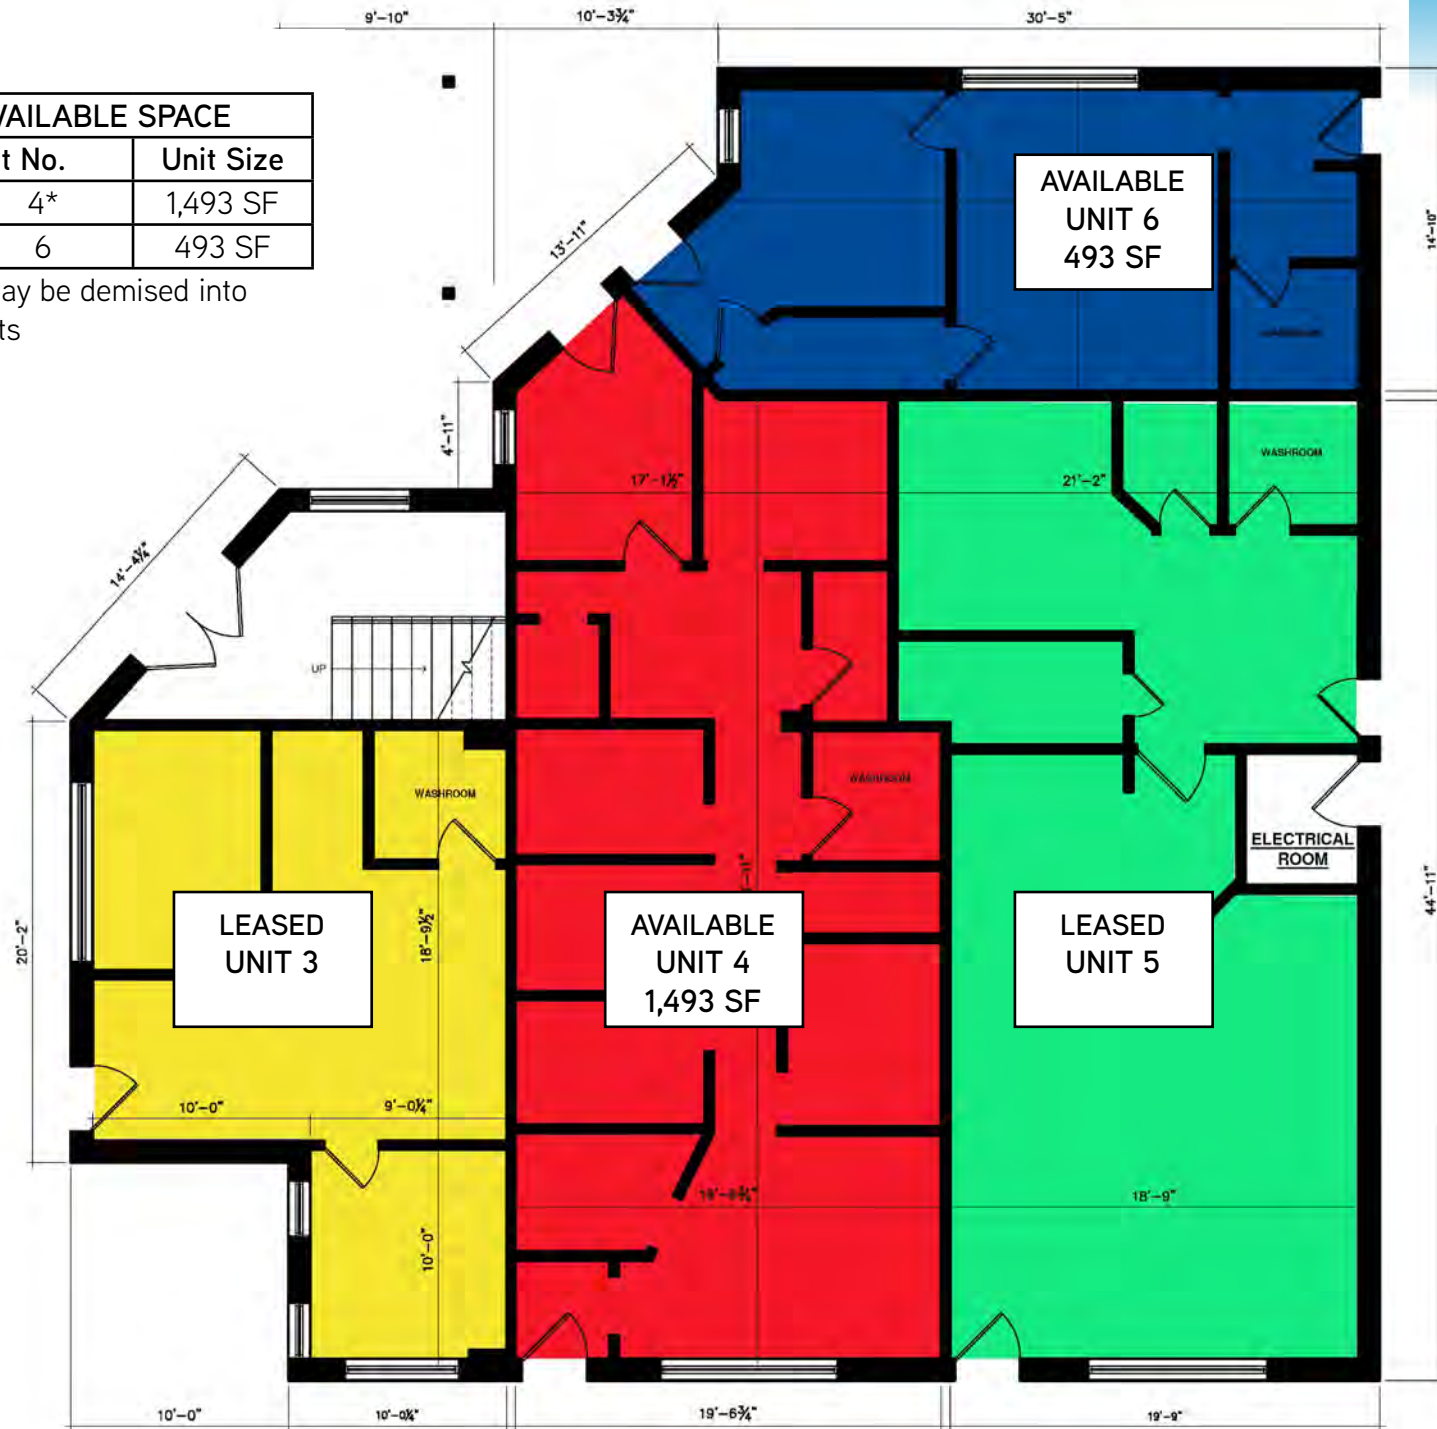 9'-10"
10'-3¾"
30'-5"
VAILABLE SPACE
t No.
Unit Size
4*
1,493 SF
6
493 SF
ay be demised into
ts
13'-11"
AVAILABLE
UNIT 6
493 SF
14'-10"
4'-11"
17'-1½"
21'-2"
WASHROOM
14'-4¾"
UP
WASHROOM
WASHROOM
ELECTRICAL
ROOM
LEASED
UNIT 3
18'-9½"
AVAILABLE
UNIT 4
1,493 SF
LEASED
UNIT 5
20'-2"
44'-11"
10'-0"
9'-0¼"
18'-9"
10'-0"
10'-0"
10'-0¼"
19'-6¾"
19'-9"